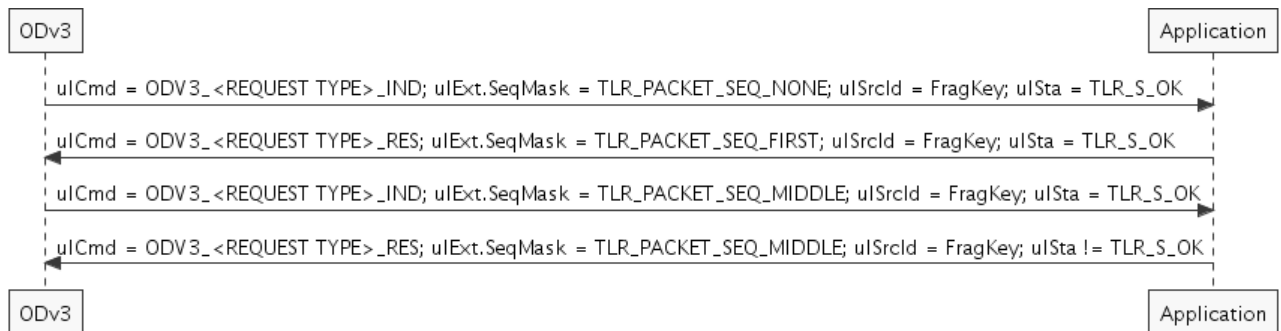 ODv3 Application
ulCmd = ODV3_<REQUEST TYPE>_IND; ulExt.SeqMask = TLR_PACKET_SEQ_NONE; ulSrcId = FragKey; ulSta = TLR_S_OK
ulCmd = ODV3_<REQUEST TYPE>_RES; ulExt.SeqMask = TLR_PACKET_SEQ_FIRST; ulSrcId = FragKey; ulSta = TLR_S_OK
ulCmd = ODV3_<REQUEST TYPE>_IND; ulExt.SeqMask = TLR_PACKET_SEQ_MIDDLE; ulSrcId = FragKey; ulSta = TLR_S_OK
ulCmd = ODV3_<REQUEST TYPE>_RES; ulExt.SeqMask = TLR_PACKET_SEQ_MIDDLE; ulSrcId = FragKey; ulSta != TLR_S_OK
ODv3 Application